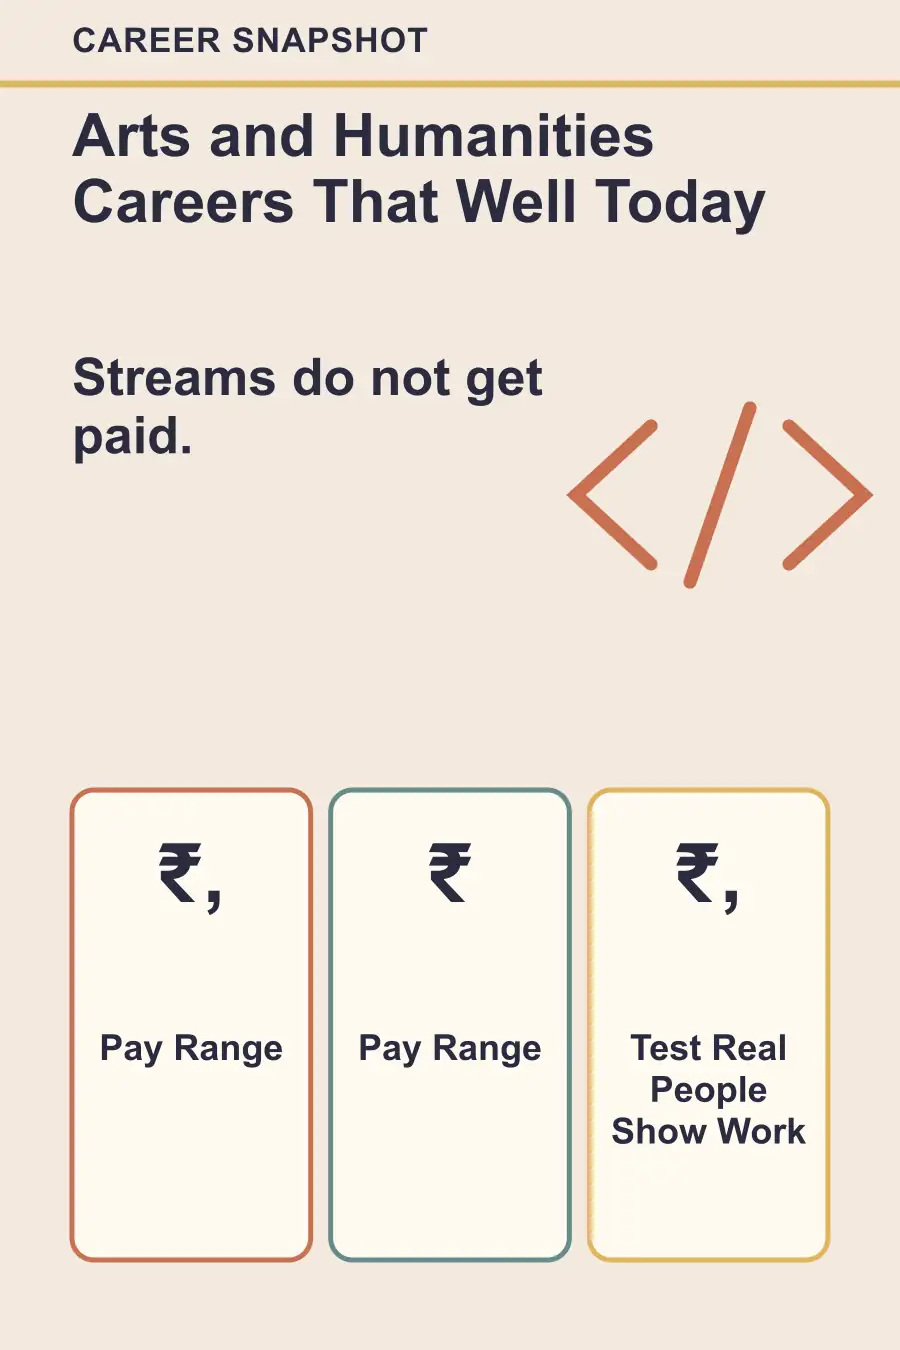 CAREER SNAPSHOT
Arts and Humanities
Careers That Well Today
Streams do not get
paid.
₹,
Pay Range
₹
Pay Range
₹,
Test Real
People
Show Work